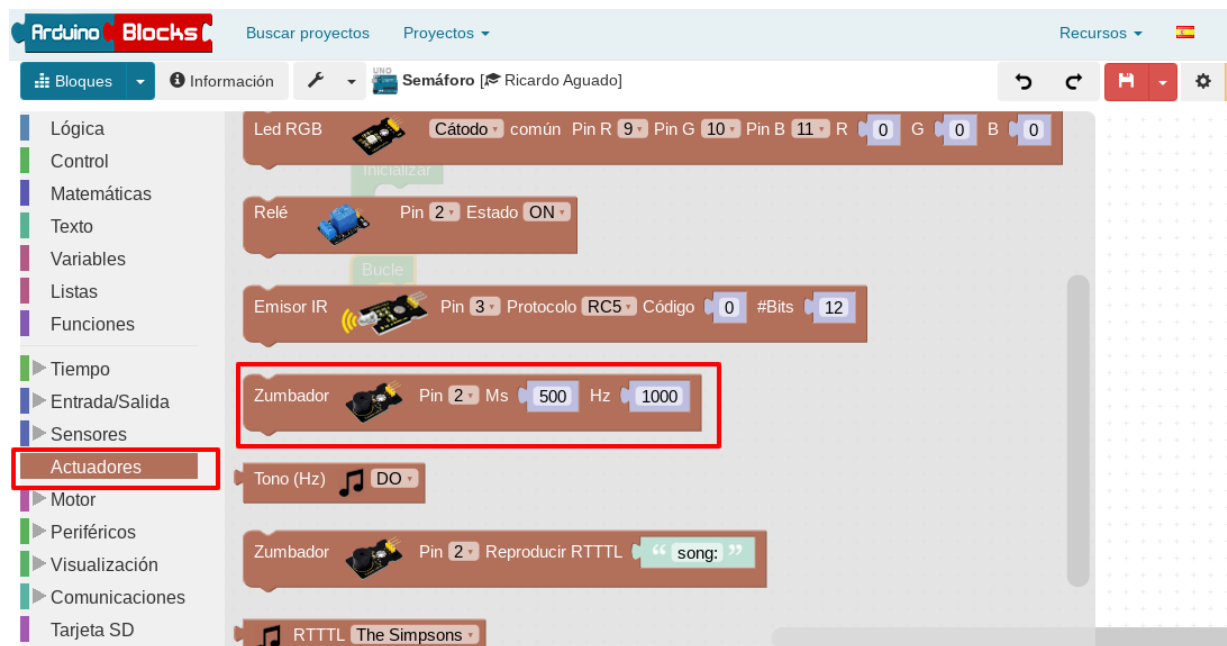 Arduino Blocks Buscar proyectos Proyectos Recursos
Bloques Información UNO Semáforo [ Ricardo Aguado]
Lógica
Control
Matemáticas
Texto
Variables
Listas
Funciones
Tiempo
Entrada/Salida
Sensores
Actuadores
Motor
Periféricos
Visualización
Comunicaciones
Tarjeta SD
Led RGB Cátodo común Pin R 9 Pin G 10 Pin B 11 R 0 G 0 B 0
Inicializar
Relé Pin 2 Estado ON
Bucle
Emisor IR Pin 3 Protocolo RC5 Código 0 #Bits 12
Zumbador Pin 2 Ms 500 Hz 1000
Tono (Hz) DO
Zumbador Pin 2 Reproducir RTTTL “ song: ”
RTTTL The Simpsons